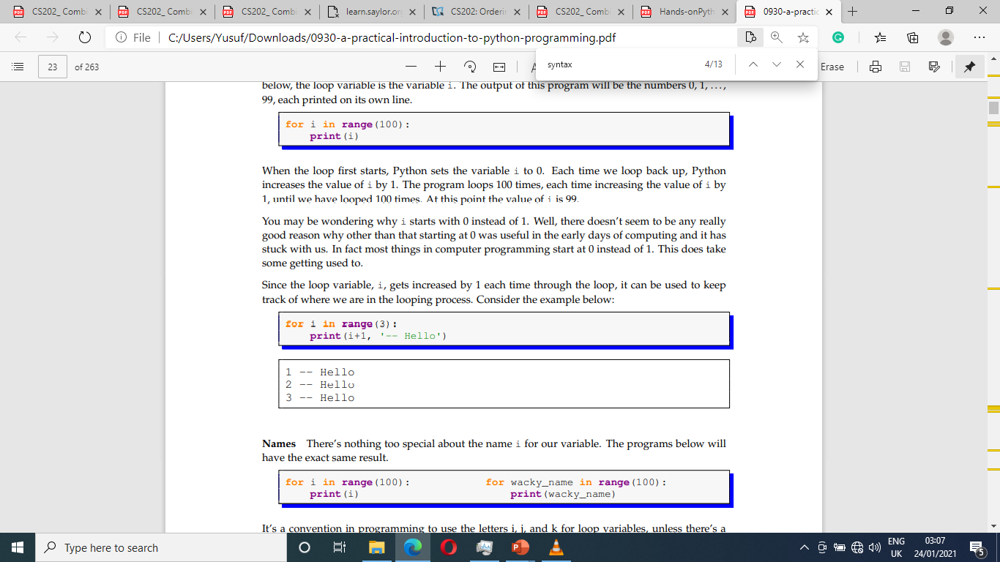 CS202_ Combi
CS202_ Combi
CS202_ Combi
learn.saylor.org
CS202: Orderin
CS202_ Combi
Hands-onPyth
0930-a-practic
File
C:/Users/Yusuf/Downloads/0930-a-practical-introduction-to-python-programming.pdf
23 of 263
syntax 4/13
Erase
below, the loop variable is the variable i. The output of this program will be the numbers 0, 1, ...,
99, each printed on its own line.
for i in range(100):
print(i)
When the loop first starts, Python sets the variable i to 0. Each time we loop back up, Python
increases the value of i by 1. The program loops 100 times, each time increasing the value of i by
1, until we have looped 100 times. At this point the value of i is 99.
You may be wondering why i starts with 0 instead of 1. Well, there doesn't seem to be any really
good reason why other than that starting at 0 was useful in the early days of computing and it has
stuck with us. In fact most things in computer programming start at 0 instead of 1. This does take
some getting used to.
Since the loop variable, i, gets increased by 1 each time through the loop, it can be used to keep
track of where we are in the looping process. Consider the example below:
for i in range(3):
print(i+1, '-- Hello')
1 -- Hello
2 -- Hello
3 -- Hello
Names There's nothing too special about the name i for our variable. The programs below will
have the exact same result.
for i in range(100): for wacky_name in range(100):
print(i) print(wacky_name)
It's a convention in programming to use the letters i, j, and k for loop variables, unless there's a
Type here to search
ENG
UK
03:07
24/01/2021
5